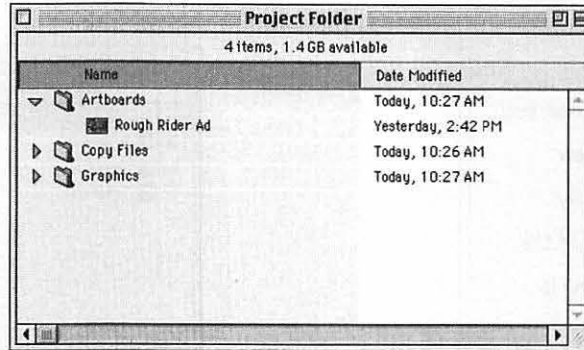 Project Folder
4 items, 1.4 GB available
Name Date Modified
Artboards Today, 10:27 AM
Rough Rider Ad Yesterday, 2:42 PM
Copy Files Today, 10:26 AM
Graphics Today, 10:27 AM